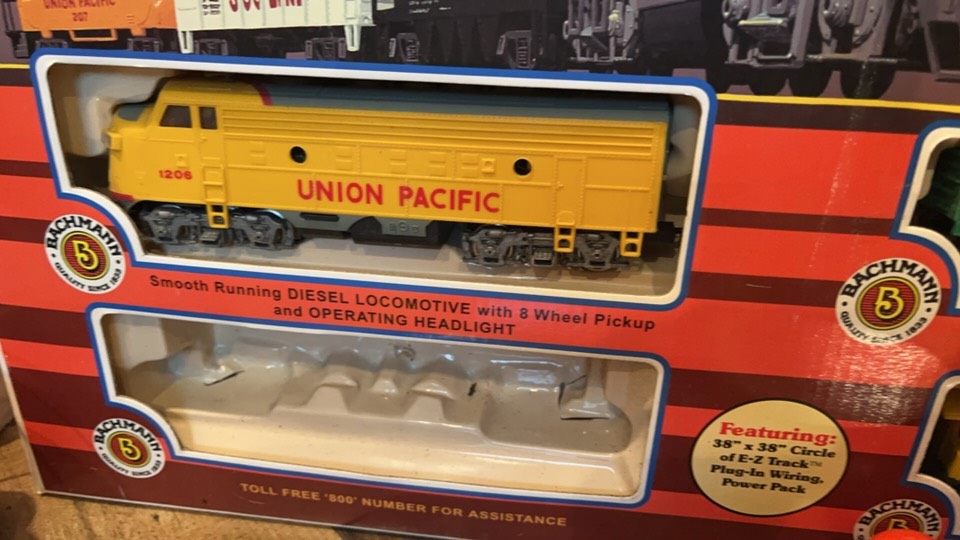 UNION PACIFIC
207
1206
UNION PACIFIC
BACHMANN
B
QUALITY SINCE 1833
Smooth Running DIESEL LOCOMOTIVE with 8 Wheel Pickup
and OPERATING HEADLIGHT
BACHMANN
B
QUALITY SINCE 1833
BACHMANN
B
QUALITY SINCE 1833
Featuring:
38" x 38" Circle
of E-Z Track™
Plug-In Wiring,
Power Pack
TOLL FREE '800' NUMBER FOR ASSISTANCE
BACHMANN